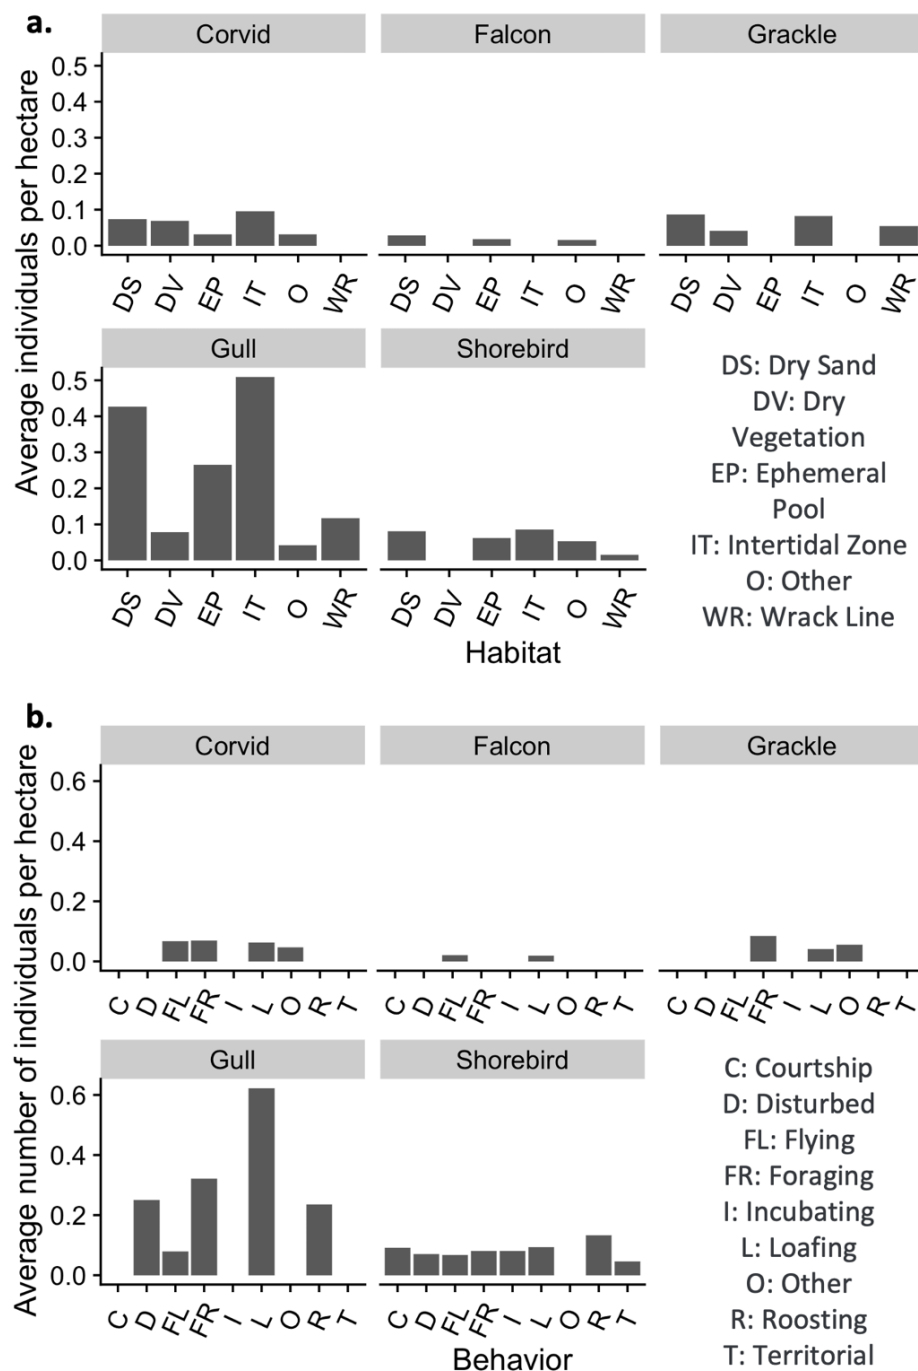 a.
Corvid Falcon Grackle
Average individuals per hectare
0.5
0.4
0.3
0.2
0.1
0.0
DS DV EP IT O WR DS DV EP IT O WR DS DV EP IT O WR
Gull Shorebird
Average individuals per hectare
0.5
0.4
0.3
0.2
0.1
0.0
DS DV EP IT O WR DS DV EP IT O WR
Habitat
DS: Dry Sand
DV: Dry
Vegetation
EP: Ephemeral
Pool
IT: Intertidal Zone
O: Other
WR: Wrack Line
b.
Corvid Falcon Grackle
Average number of individuals per hectare
0.6
0.4
0.2
0.0
C D FL FR I L O R T C D FL FR I L O R T C D FL FR I L O R T
Gull Shorebird
0.6
0.4
0.2
0.0
C D FL FR I L O R T C D FL FR I L O R T
Behavior
C: Courtship
D: Disturbed
FL: Flying
FR: Foraging
I: Incubating
L: Loafing
O: Other
R: Roosting
T: Territorial